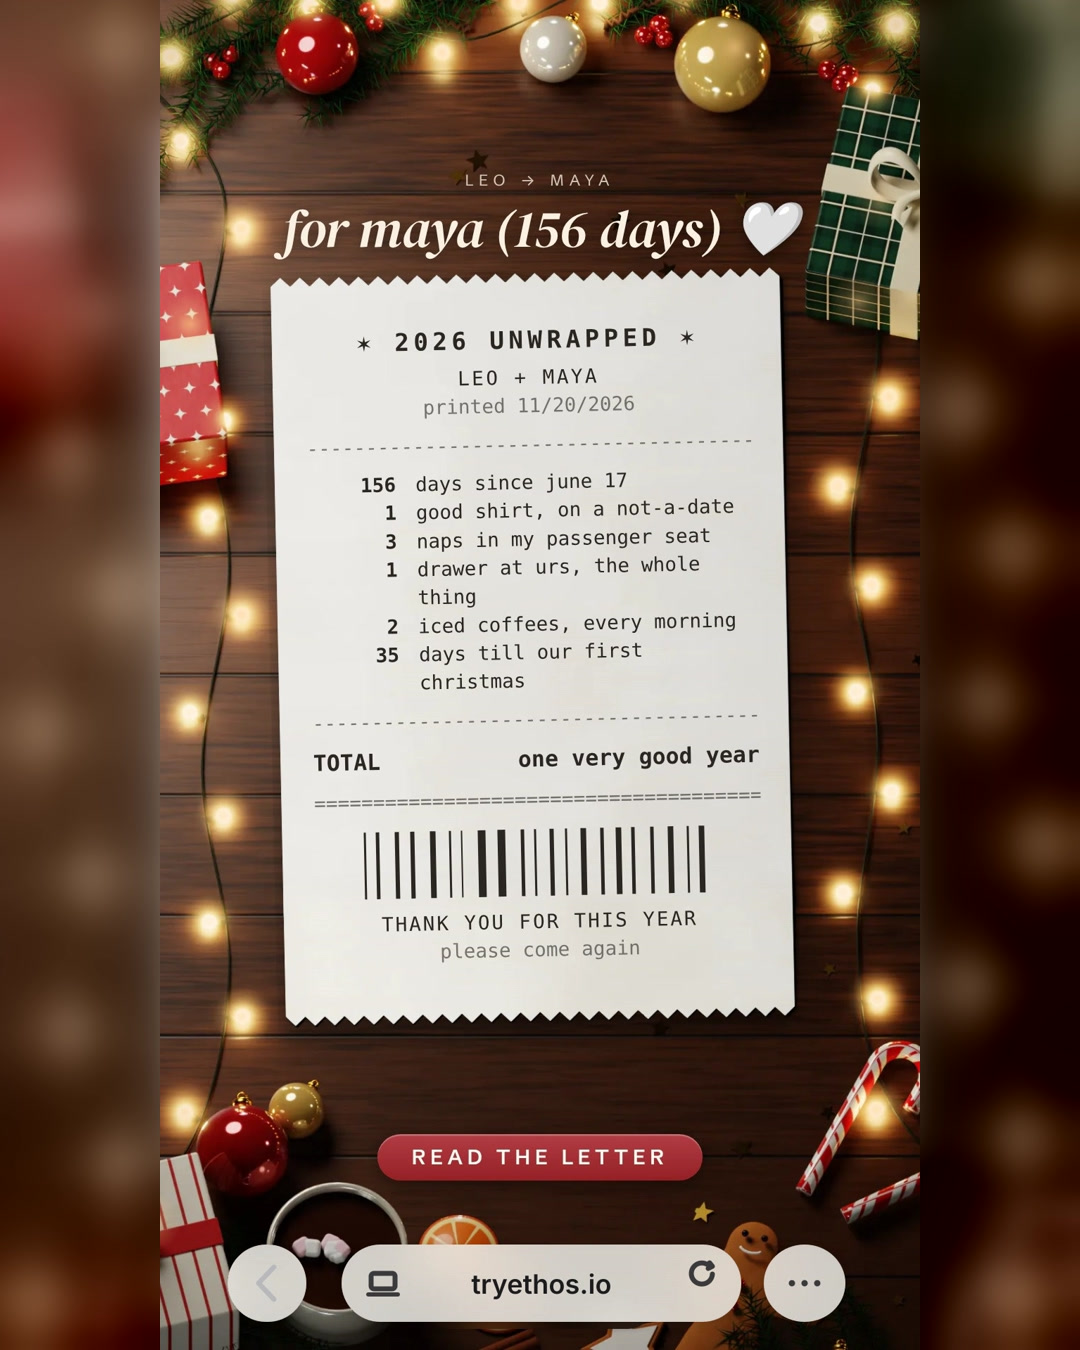 LEO → MAYA
for maya (156 days) 🤍
✶ 2026 UNWRAPPED ✶
LEO + MAYA
printed 11/20/2026
156 days since june 17
1 good shirt, on a not-a-date
3 naps in my passenger seat
1 drawer at urs, the whole
thing
2 iced coffees, every morning
35 days till our first
christmas
TOTAL one very good year
THANK YOU FOR THIS YEAR
please come again
READ THE LETTER
tryethos.io